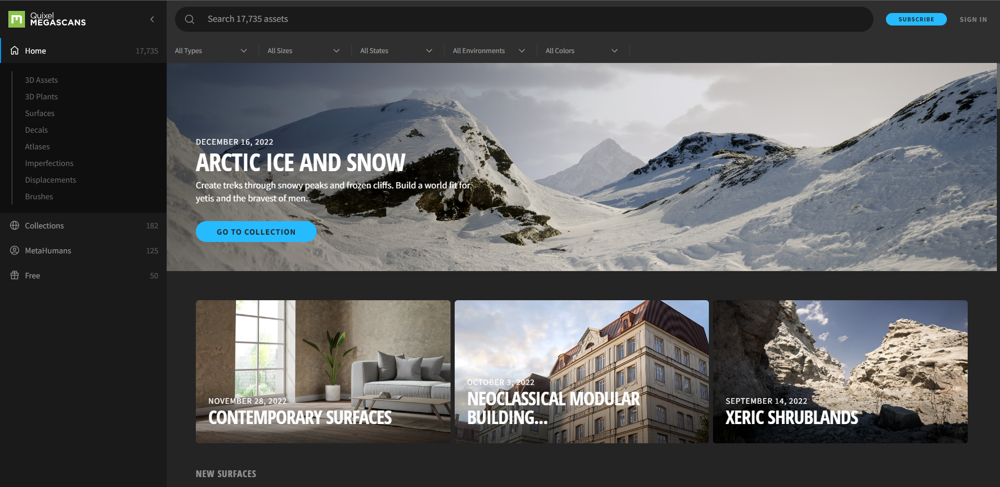 Quixel
MEGASCANS
Home 17,735
3D Assets
3D Plants
Surfaces
Decals
Atlases
Imperfections
Displacements
Brushes
Collections 182
MetaHumans 125
Free 50
Search 17,735 assets
SUBSCRIBE
SIGN IN
All Types
All Sizes
All States
All Environments
All Colors
DECEMBER 16, 2022
ARCTIC ICE AND SNOW
Create treks through snowy peaks and frozen cliffs. Build a world fit for
yetis and the bravest of men.
GO TO COLLECTION
NOVEMBER 28, 2022
CONTEMPORARY SURFACES
OCTOBER 3, 2022
NEOCLASSICAL MODULAR
BUILDING...
SEPTEMBER 14, 2022
XERIC SHRUBLANDS
NEW SURFACES